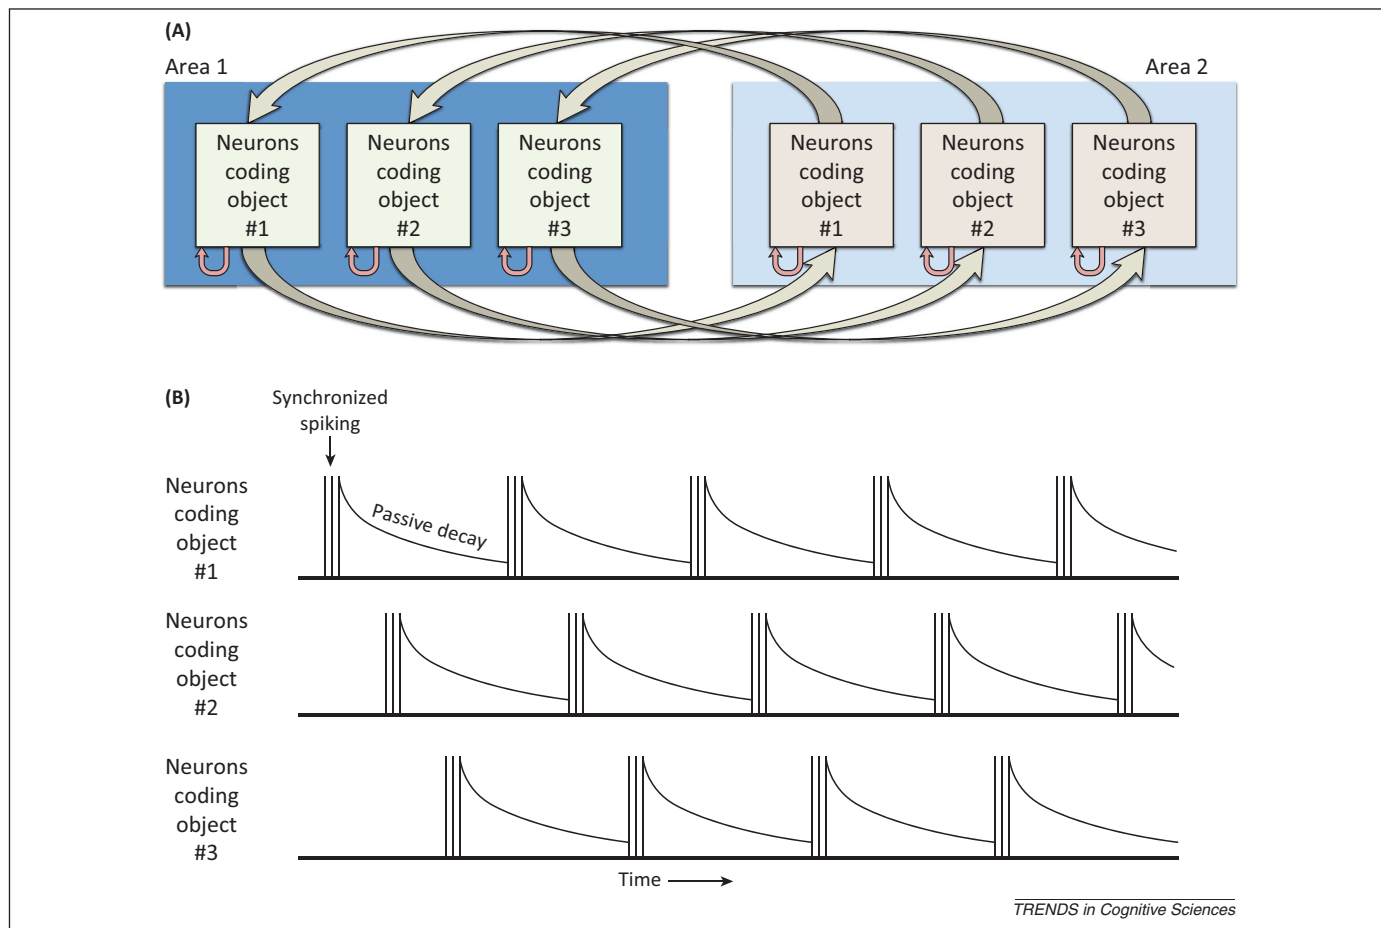 (A)
Area 1
Area 2
Neurons
coding
object
#1
Neurons
coding
object
#2
Neurons
coding
object
#3
Neurons
coding
object
#1
Neurons
coding
object
#2
Neurons
coding
object
#3
(B)
Synchronized
spiking
Neurons
coding
object
#1
Passive decay
Neurons
coding
object
#2
Neurons
coding
object
#3
Time
TRENDS in Cognitive Sciences